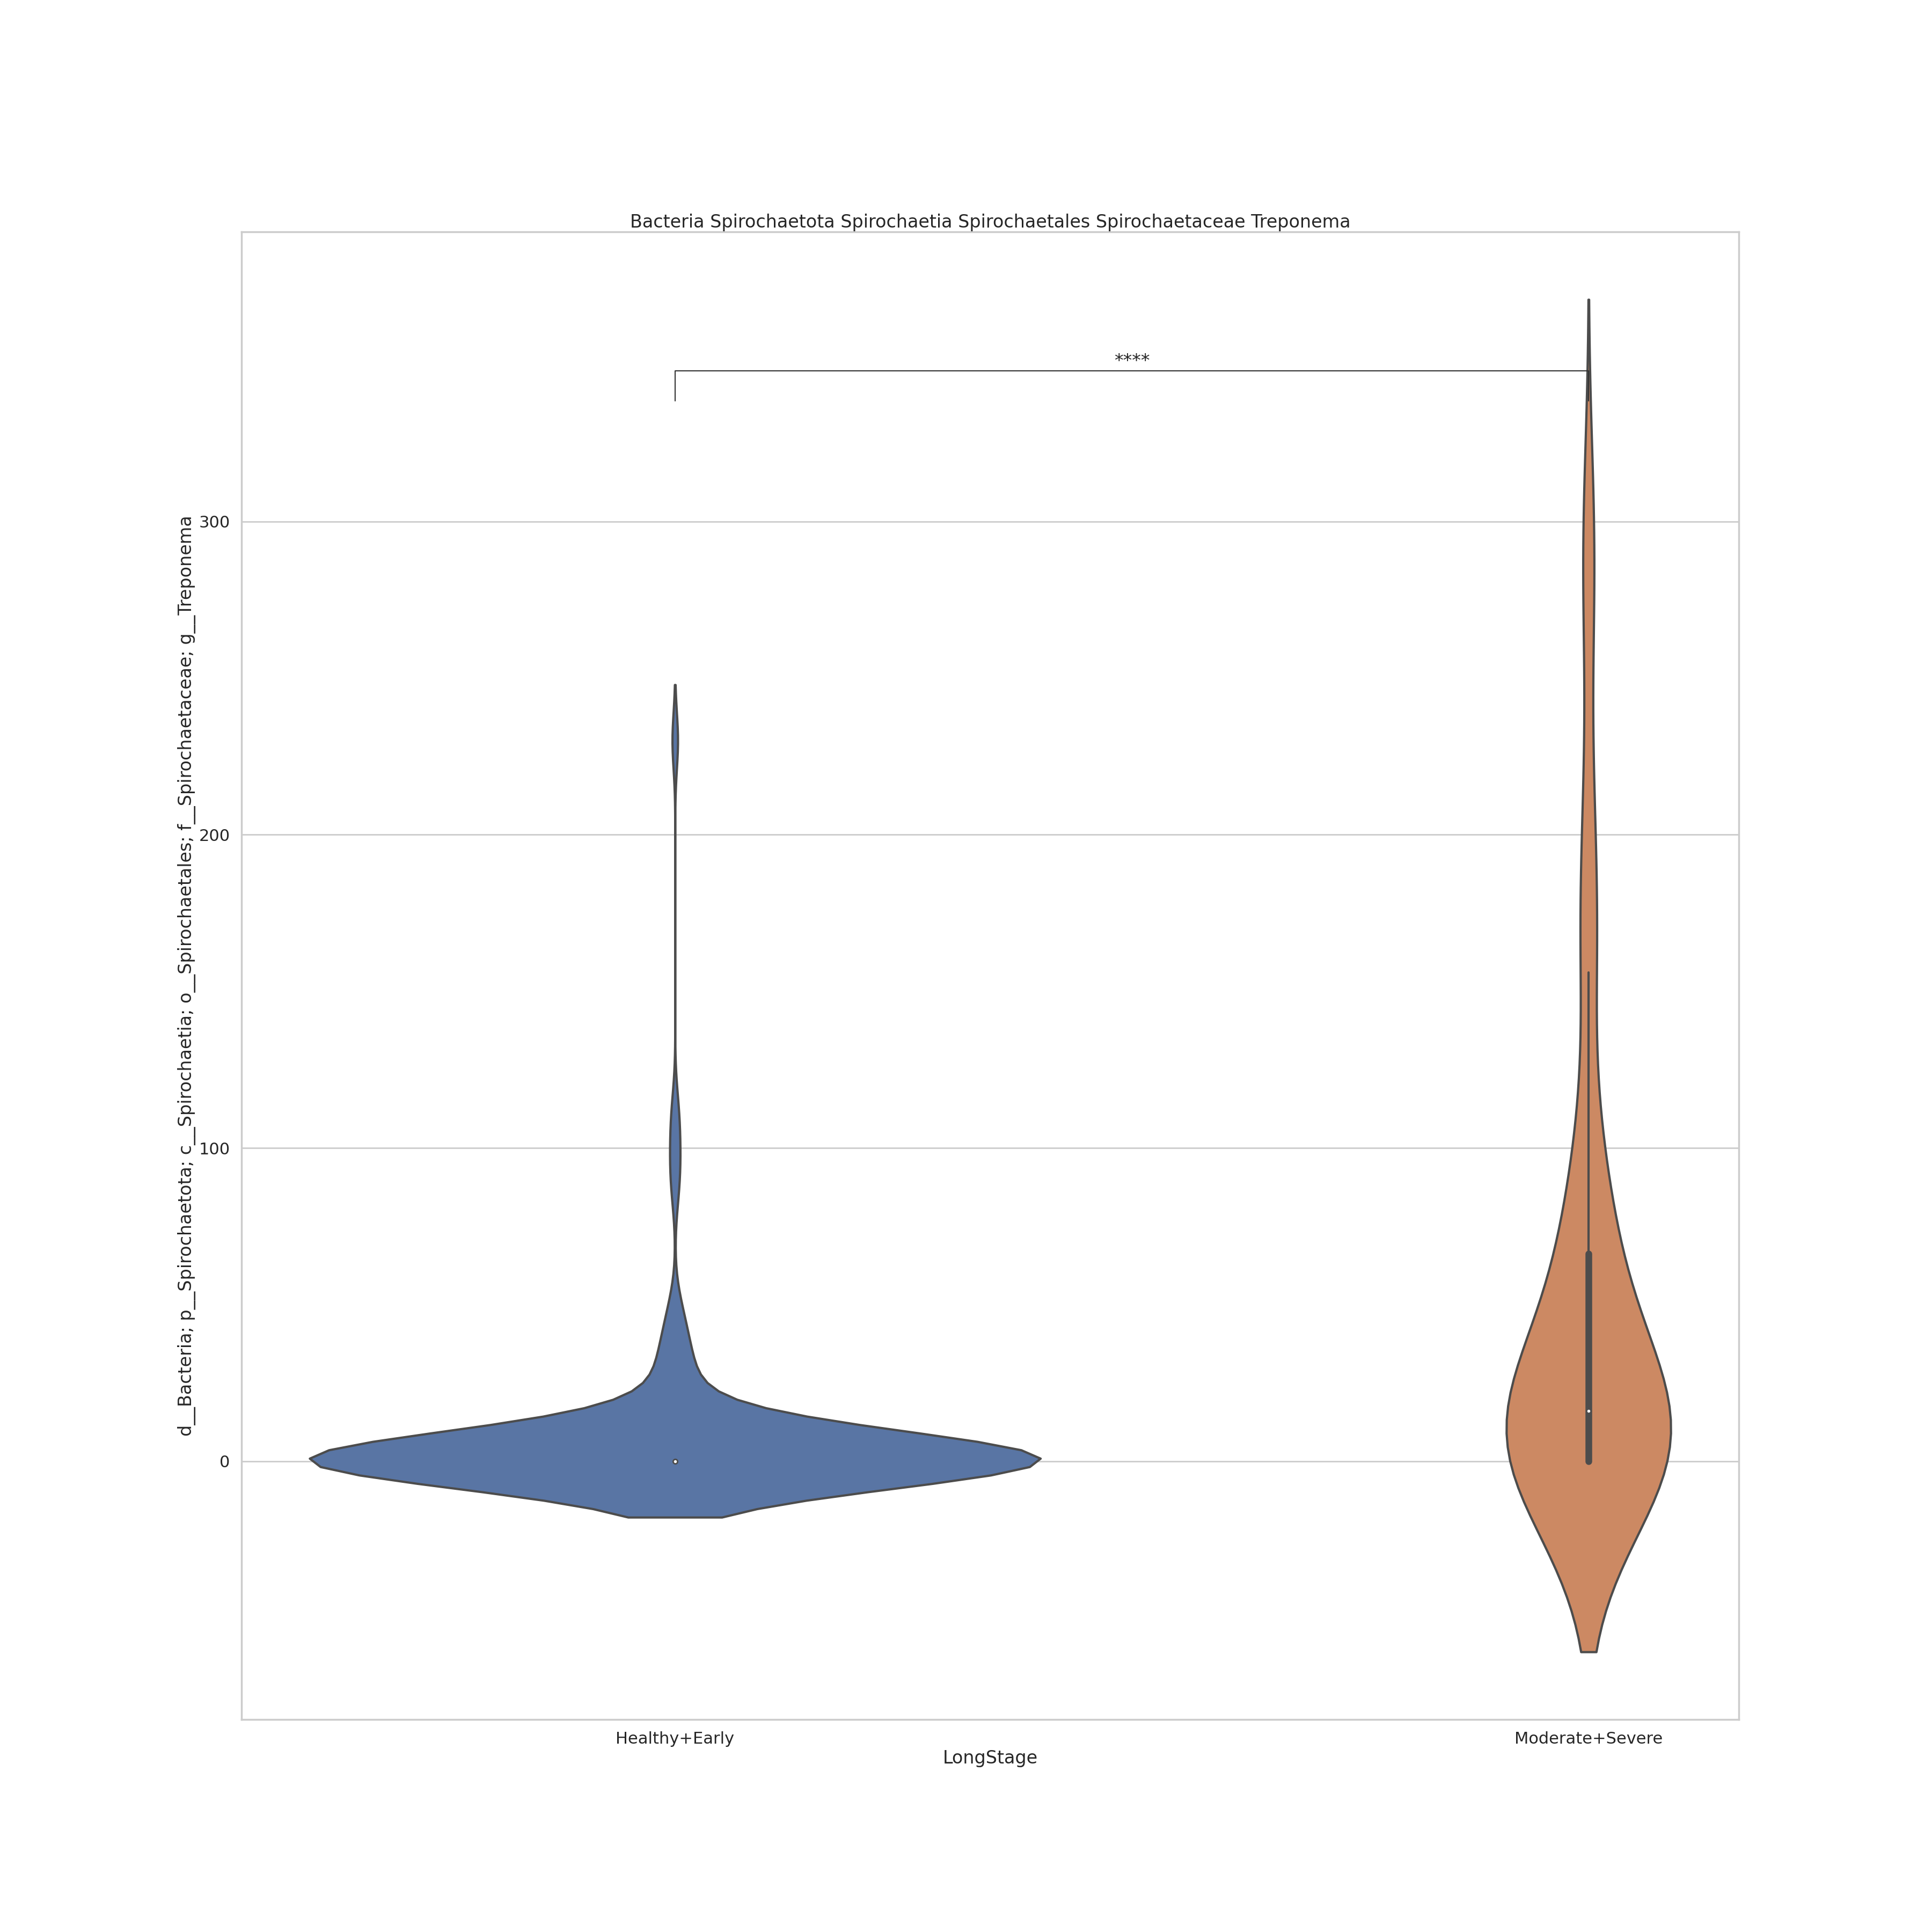 Bacteria Spirochaetota Spirochaetia Spirochaetales Spirochaetaceae Treponema
****
d__Bacteria; p__Spirochaetota; c__Spirochaetia; o__Spirochaetales; f__Spirochaetaceae; g__Treponema
300
200
100
0
Healthy+Early
Moderate+Severe
LongStage